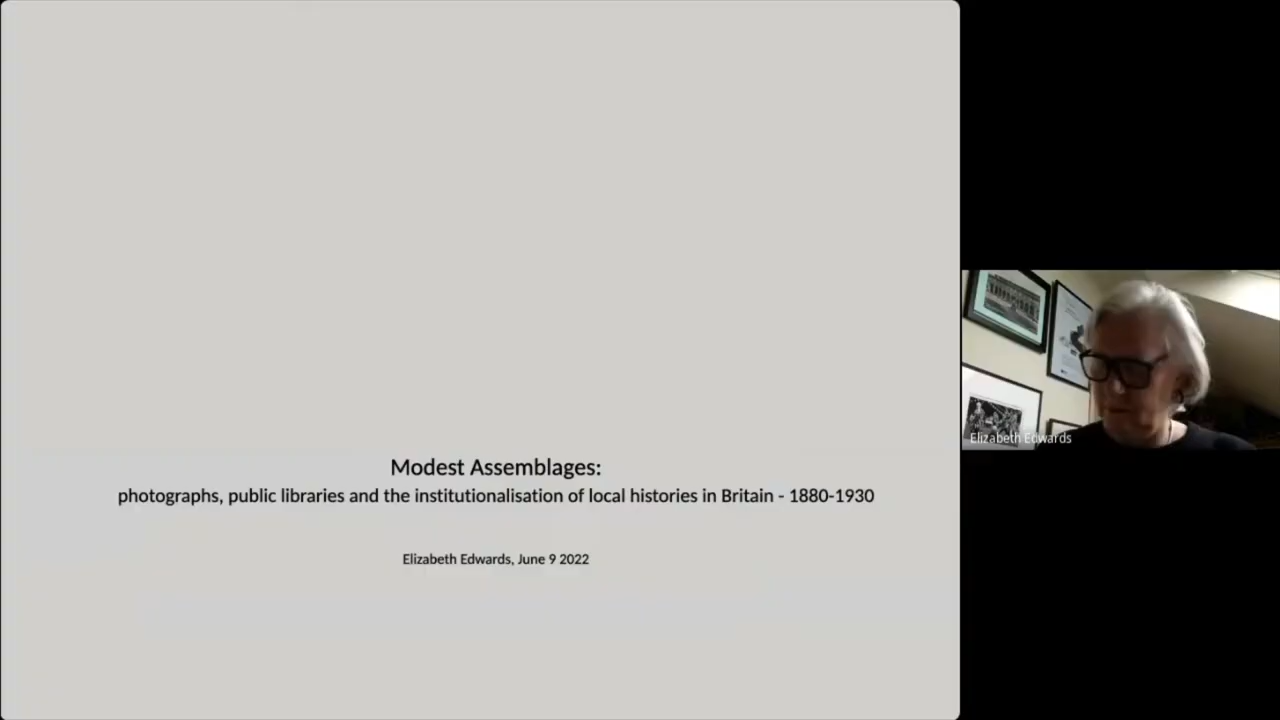 Modest Assemblages:
photographs, public libraries and the institutionalisation of local histories in Britain - 1880-1930
Elizabeth Edwards, June 9 2022
Elizabeth Edwards